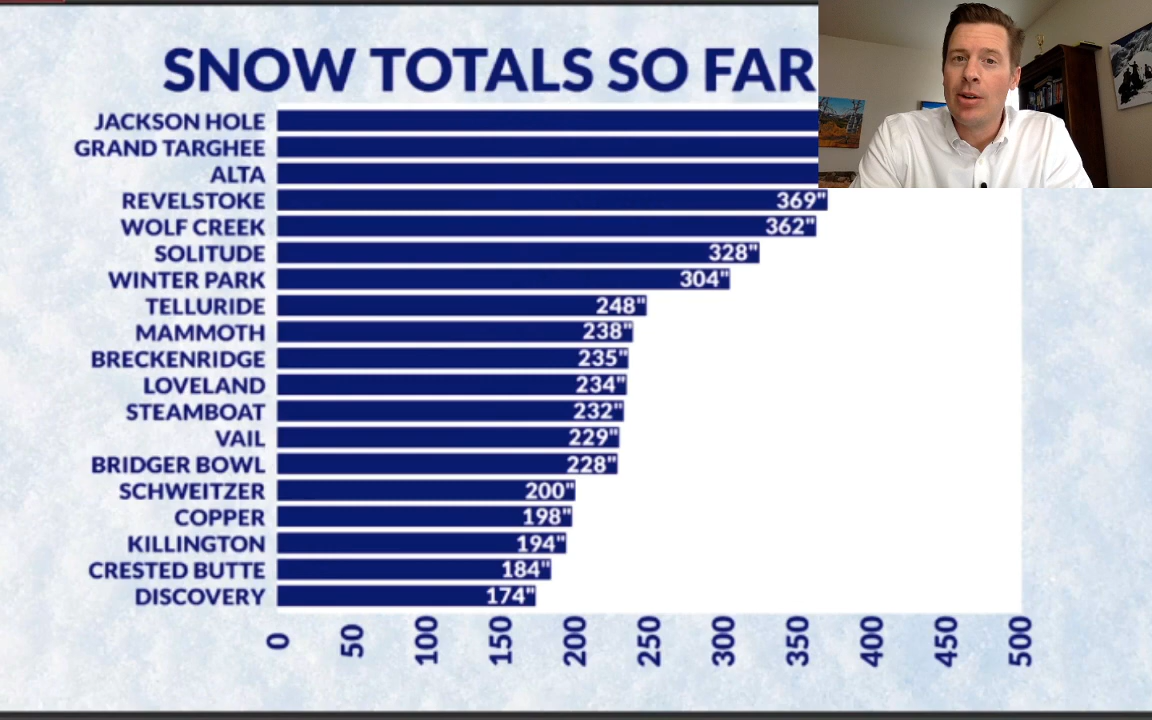 SNOW TOTALS SO FAR
JACKSON HOLE
GRAND TARGHEE
ALTA
REVELSTOKE 369"
WOLF CREEK 362"
SOLITUDE 328"
WINTER PARK 304"
TELLURIDE 248"
MAMMOTH 238"
BRECKENRIDGE 235"
LOVELAND 234"
STEAMBOAT 232"
VAIL 229"
BRIDGER BOWL 228"
SCHWEITZER 200"
COPPER 198"
KILLINGTON 194"
CRESTED BUTTE 184"
DISCOVERY 174"
0 50 100 150 200 250 300 350 400 450 500